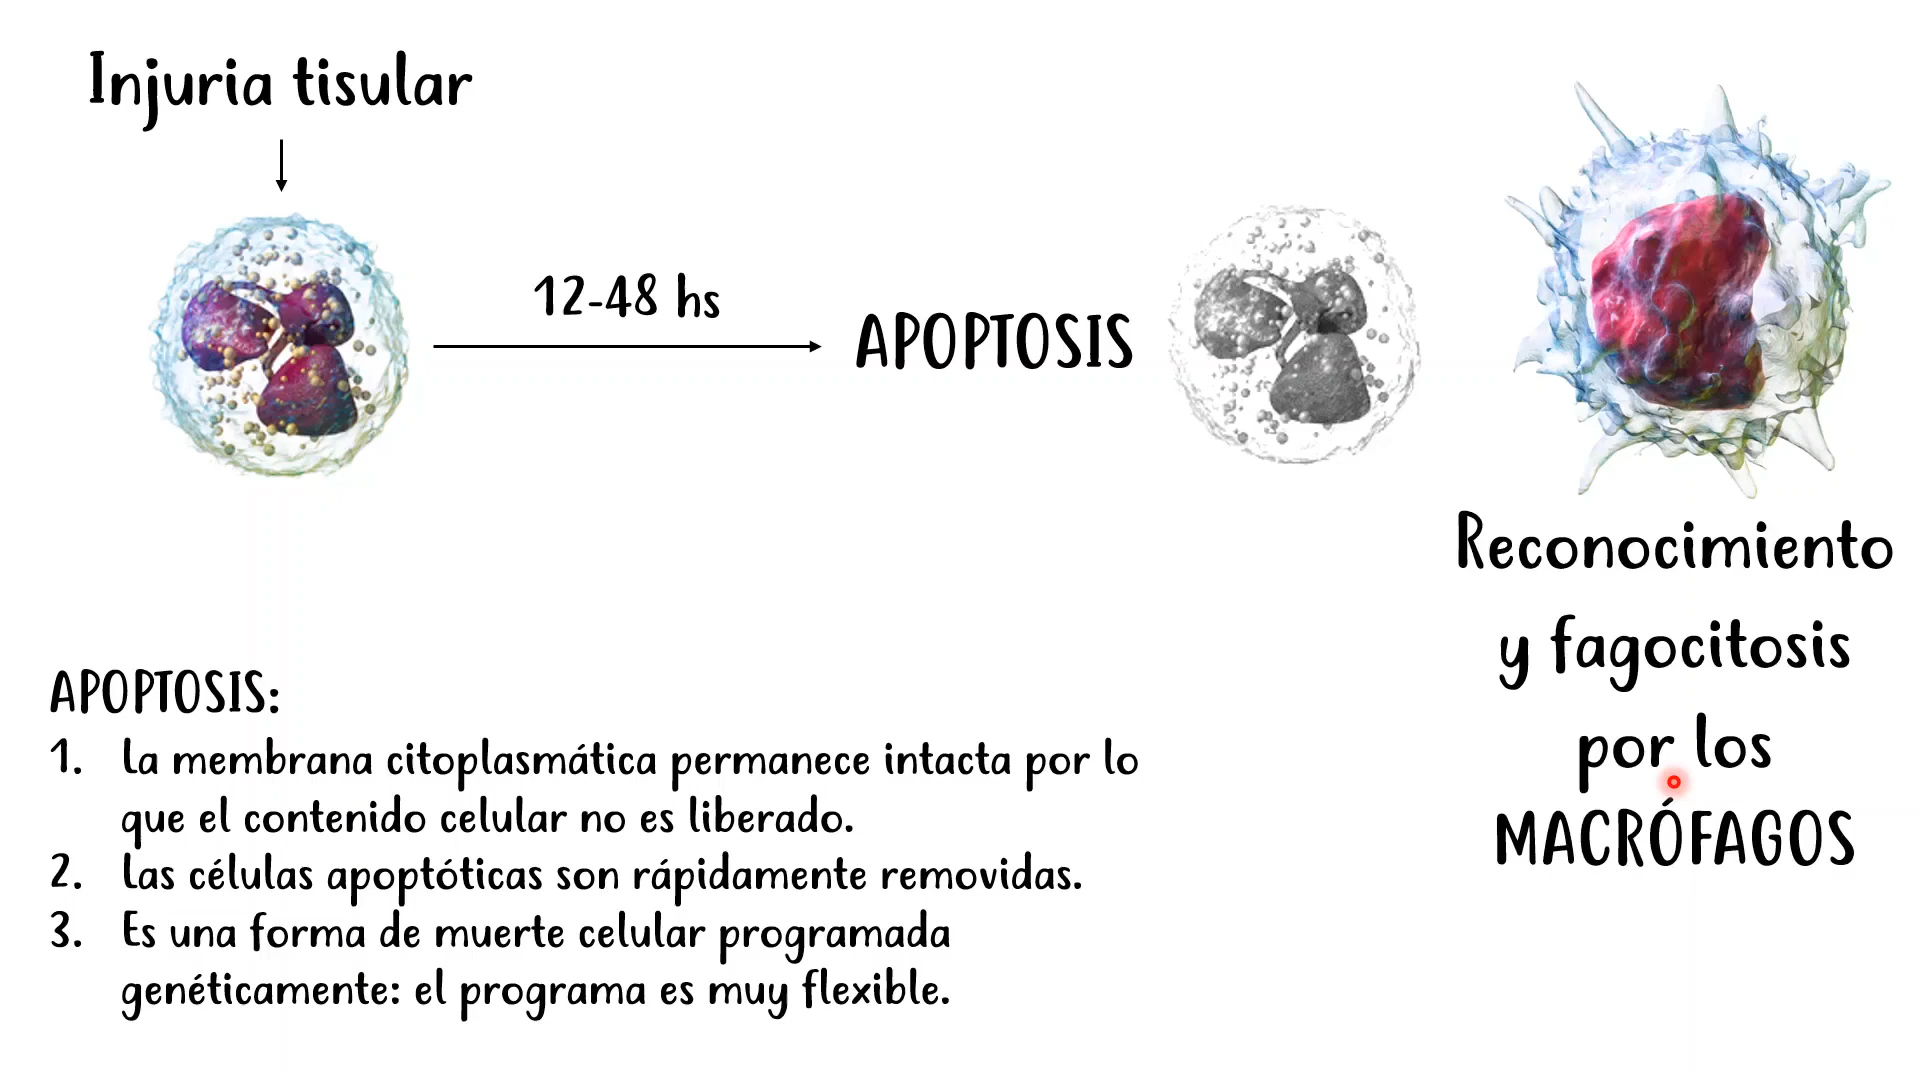 Injuria tisular
12-48 hs
APOPTOSIS
Reconocimiento
y fagocitosis
por los
MACRÓFAGOS
APOPTOSIS:
1. La membrana citoplasmática permanece intacta por lo
que el contenido celular no es liberado.
2. Las células apoptóticas son rápidamente removidas.
3. Es una forma de muerte celular programada
genéticamente: el programa es muy flexible.